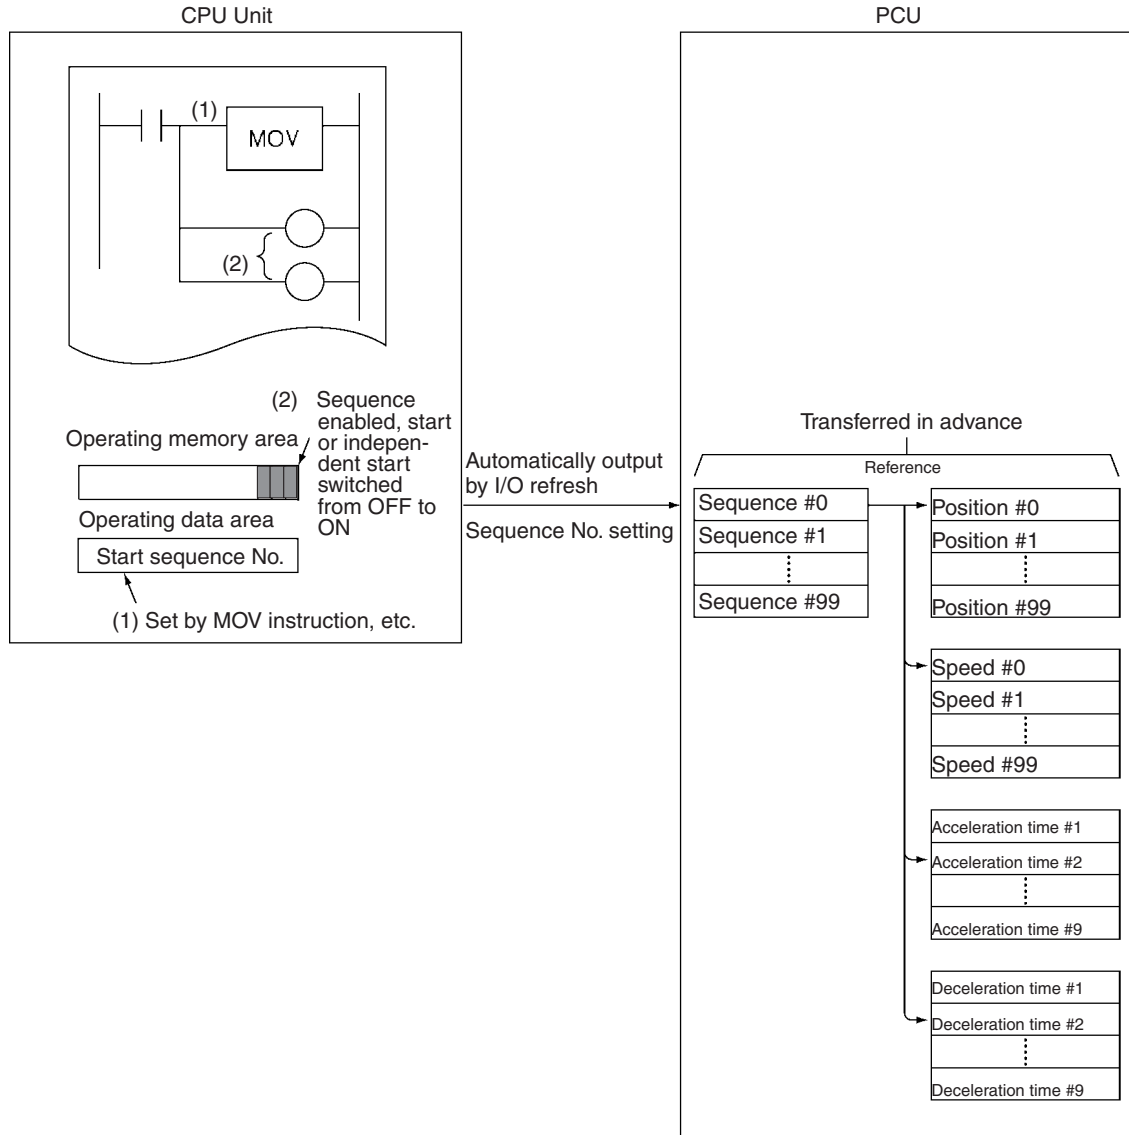 CPU Unit
PCU
(1)
MOV
(2)
(2) Sequence
enabled, start
or indepen-
dent start
switched
from OFF to
ON
Operating memory area
Operating data area
Start sequence No.
(1) Set by MOV instruction, etc.
Automatically output
by I/O refresh
Sequence No. setting
Transferred in advance
Reference
Sequence #0
Sequence #1
Sequence #99
Position #0
Position #1
Position #99
Speed #0
Speed #1
Speed #99
Acceleration time #1
Acceleration time #2
Acceleration time #9
Deceleration time #1
Deceleration time #2
Deceleration time #9